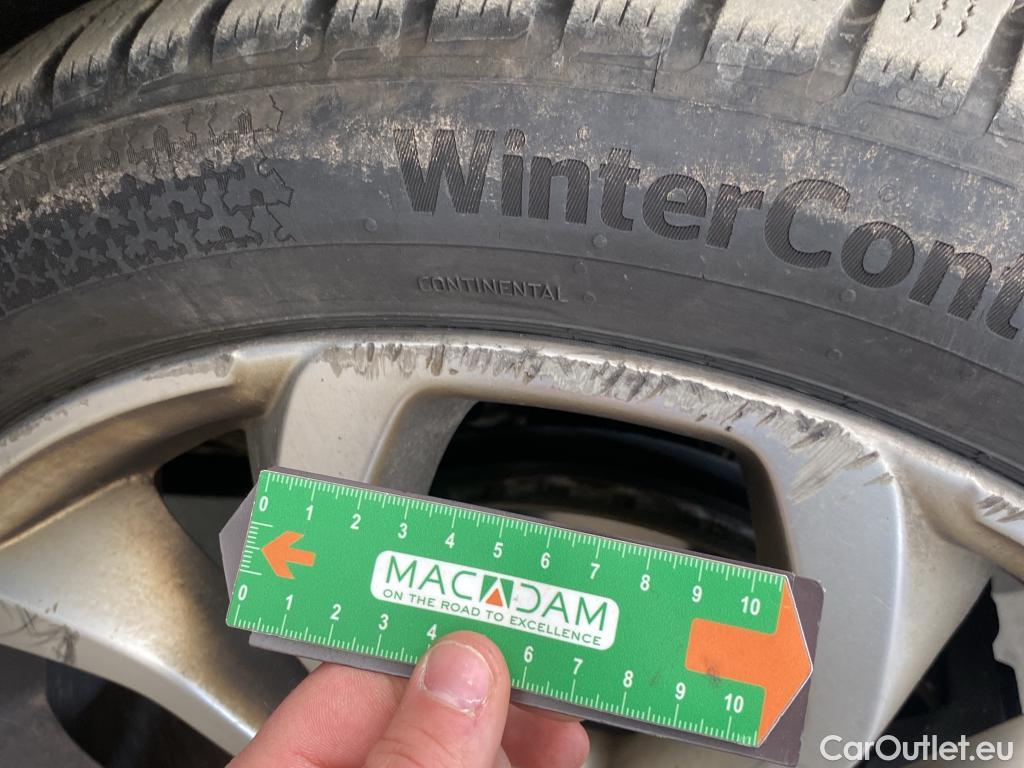 WinterCont
CONTINENTAL
0 1 2 3 4 5 6 7 8 9 10
MACADAM
ON THE ROAD TO EXCELLENCE
0 1 2 3 4 6 7 8 9 10
CarOutlet.eu